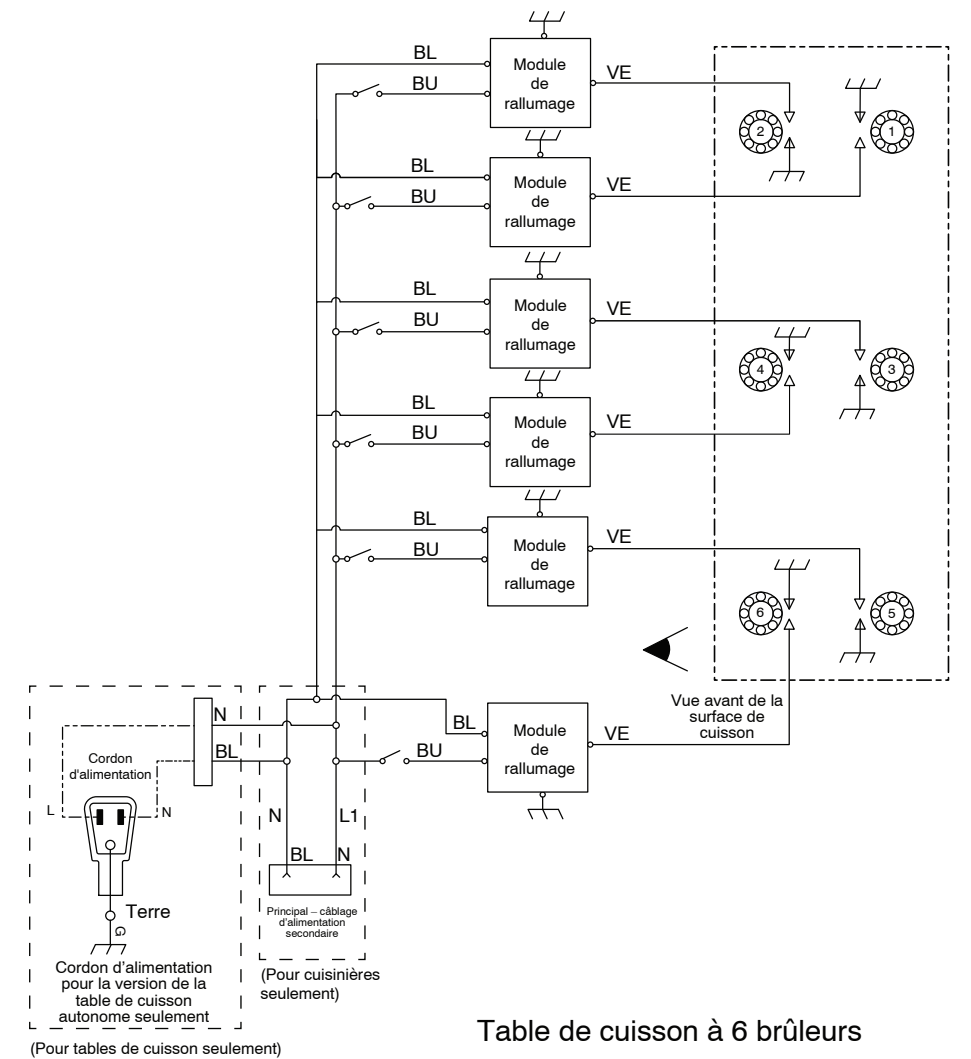 BL
BU
Module
de
rallumage
VE
2
1
BL
BU
Module
de
rallumage
VE
BL
BU
Module
de
rallumage
VE
4
3
BL
BU
Module
de
rallumage
VE
BL
BU
Module
de
rallumage
VE
6
5
Vue avant de la
surface de
cuisson
BL
BU
Module
de
rallumage
VE
N
BL
Cordon
d'alimentation
L
N
N
L1
BL
N
Principal – câblage
d'alimentation
secondaire
Terre
G
Cordon d'alimentation
pour la version de la
table de cuisson
autonome seulement
(Pour cuisinières
seulement)
(Pour tables de cuisson seulement)
Table de cuisson à 6 brûleurs